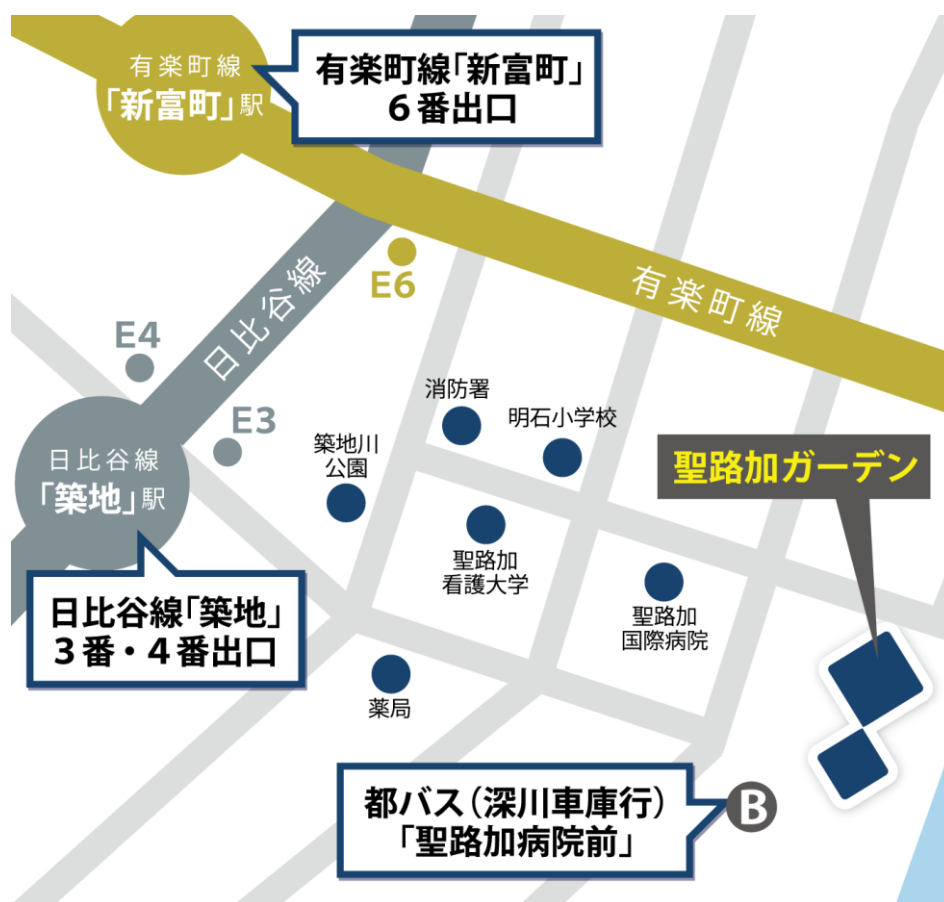 有楽町線
「新富町」駅
有楽町線「新富町」
6番出口
E6
有楽町線
日比谷線
E4
E3
日比谷線
「築地」駅
日比谷線「築地」
3番・4番出口
消防署
明石小学校
築地川
公園
聖路加
看護大学
聖路加
国際病院
薬局
聖路加ガーデン
都バス（深川車庫行）
「聖路加病院前」
B